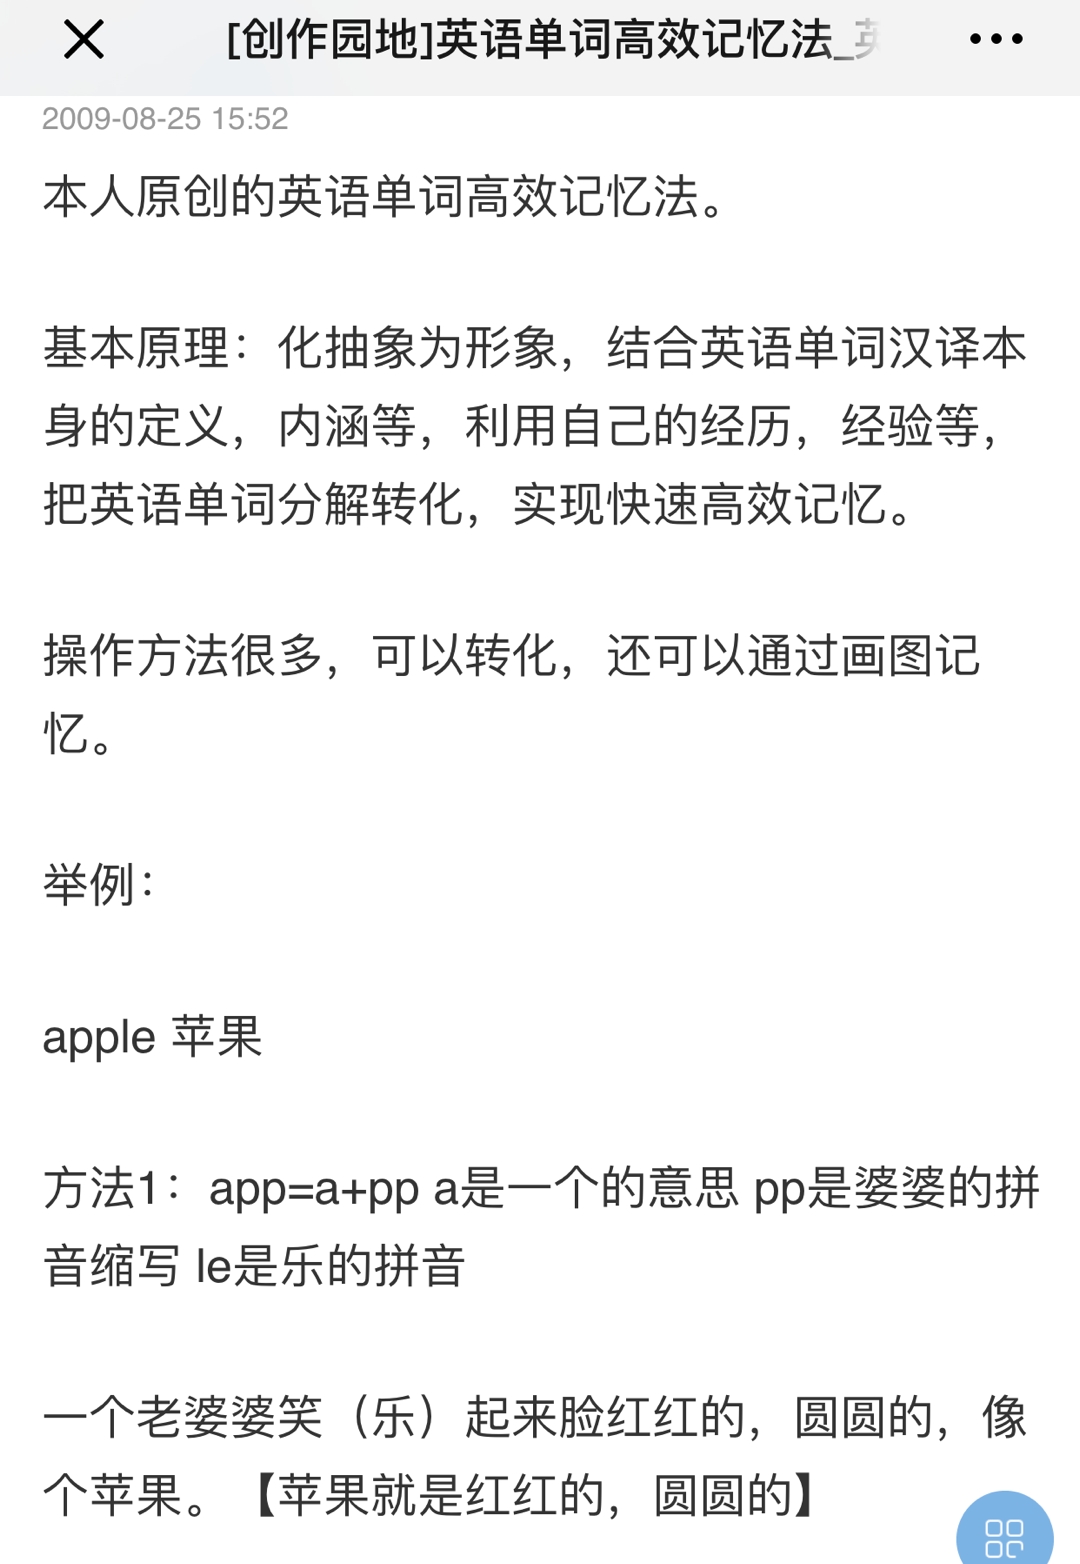 [创作园地]英语单词高效记忆法_英
2009-08-25 15:52
本人原创的英语单词高效记忆法。
基本原理：化抽象为形象，结合英语单词汉译本
身的定义，内涵等，利用自己的经历，经验等，
把英语单词分解转化，实现快速高效记忆。
操作方法很多，可以转化，还可以通过画图记
忆。
举例：
apple 苹果
方法1：app=a+pp a是一个的意思 pp是婆婆的拼
音缩写 le是乐的拼音
一个老婆婆笑（乐）起来脸红红的，圆圆的，像
个苹果。【苹果就是红红的，圆圆的】